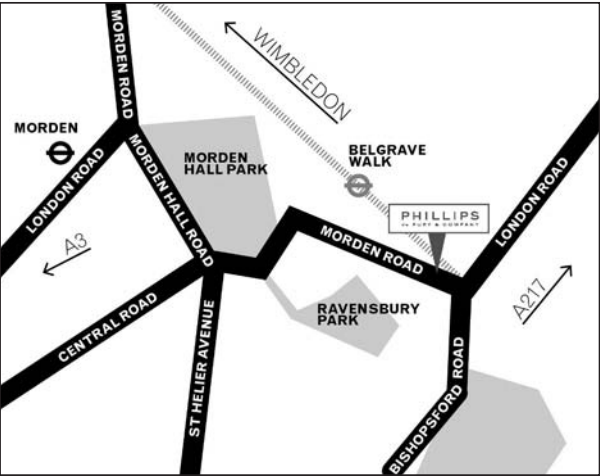 MORDEN ROAD
WIMBLEDON
MORDEN
BELGRAVE
WALK
MORDEN
HALL PARK
LONDON ROAD
MORDEN HALL ROAD
PHILLIPS
de PURY & COMPANY
LONDON ROAD
A3
MORDEN ROAD
A217
CENTRAL ROAD
ST HELIER AVENUE
RAVENSBURY
PARK
BISHOPSFORD ROAD